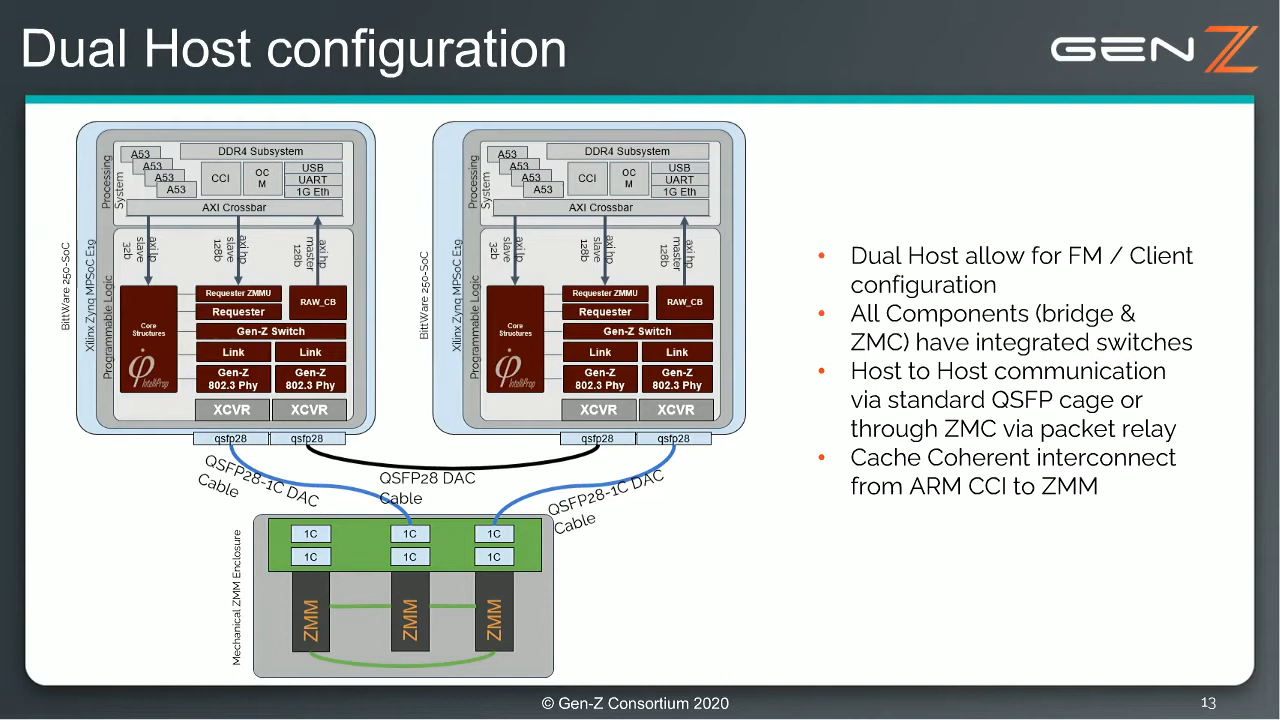 Dual Host configuration
GEN Z
BittWare 250-SoC
Xilinx Zynq MPSoC E19
Processing
System
A53
A53
A53
A53
DDR4 Subsystem
CCI
OC
M
USB
UART
1G Eth
AXI Crossbar
Programmable Logic
axi lp
slave
32b
axi hp
slave
128b
axi hp
master
128b
Core
Structures
IntelliProp
Requester ZMMU
Requester
RAW_CB
Gen-Z Switch
Link
Link
Gen-Z
802.3 Phy
Gen-Z
802.3 Phy
XCVR
XCVR
qsfp28
qsfp28
BittWare 250-SoC
Xilinx Zynq MPSoC E19
Processing
System
A53
A53
A53
A53
DDR4 Subsystem
CCI
OC
M
USB
UART
1G Eth
AXI Crossbar
Programmable Logic
axi lp
slave
32b
axi hp
slave
128b
axi hp
master
128b
Core
Structures
IntelliProp
Requester ZMMU
Requester
RAW_CB
Gen-Z Switch
Link
Link
Gen-Z
802.3 Phy
Gen-Z
802.3 Phy
XCVR
XCVR
qsfp28
qsfp28
QSFP28-1C DAC
Cable
QSFP28 DAC
Cable
QSFP28-1C DAC
Cable
Mechanical ZMM Enclosure
1C
1C
1C
1C
1C
1C
ZMM
ZMM
ZMM
• Dual Host allow for FM / Client
configuration
• All Components (bridge &
ZMC) have integrated switches
• Host to Host communication
via standard QSFP cage or
through ZMC via packet relay
• Cache Coherent interconnect
from ARM CCI to ZMM
© Gen-Z Consortium 2020
13